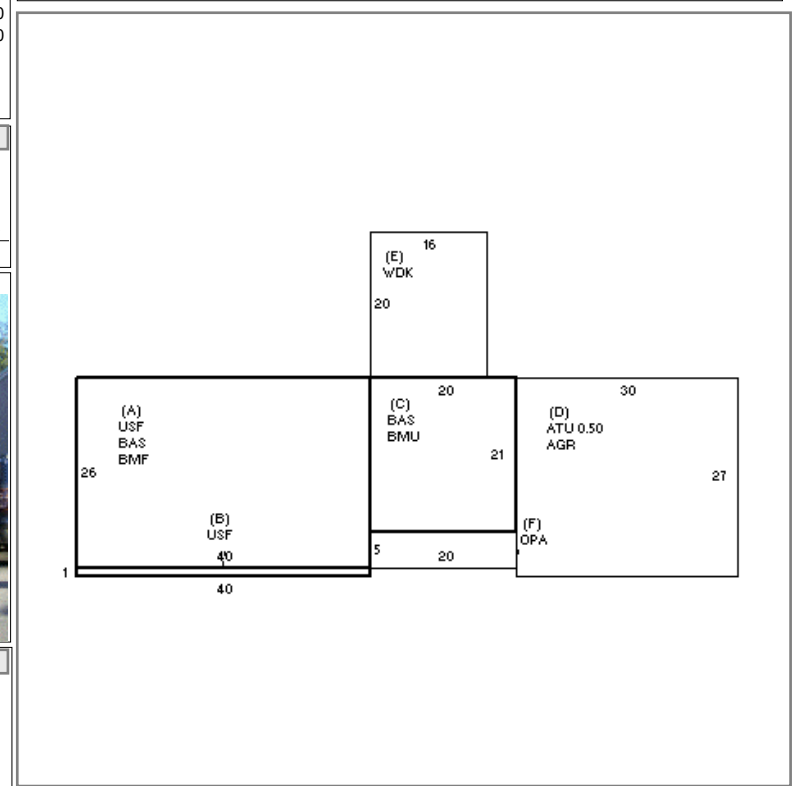 0
0
16
(E)
WDK
20
20
30
(A)
USF
BAS
BMF
(C)
BAS
BMU
(D)
ATU 0.50
AGR
26
21
27
(B)
USF
40
(F)
OPA
5
20
1
40